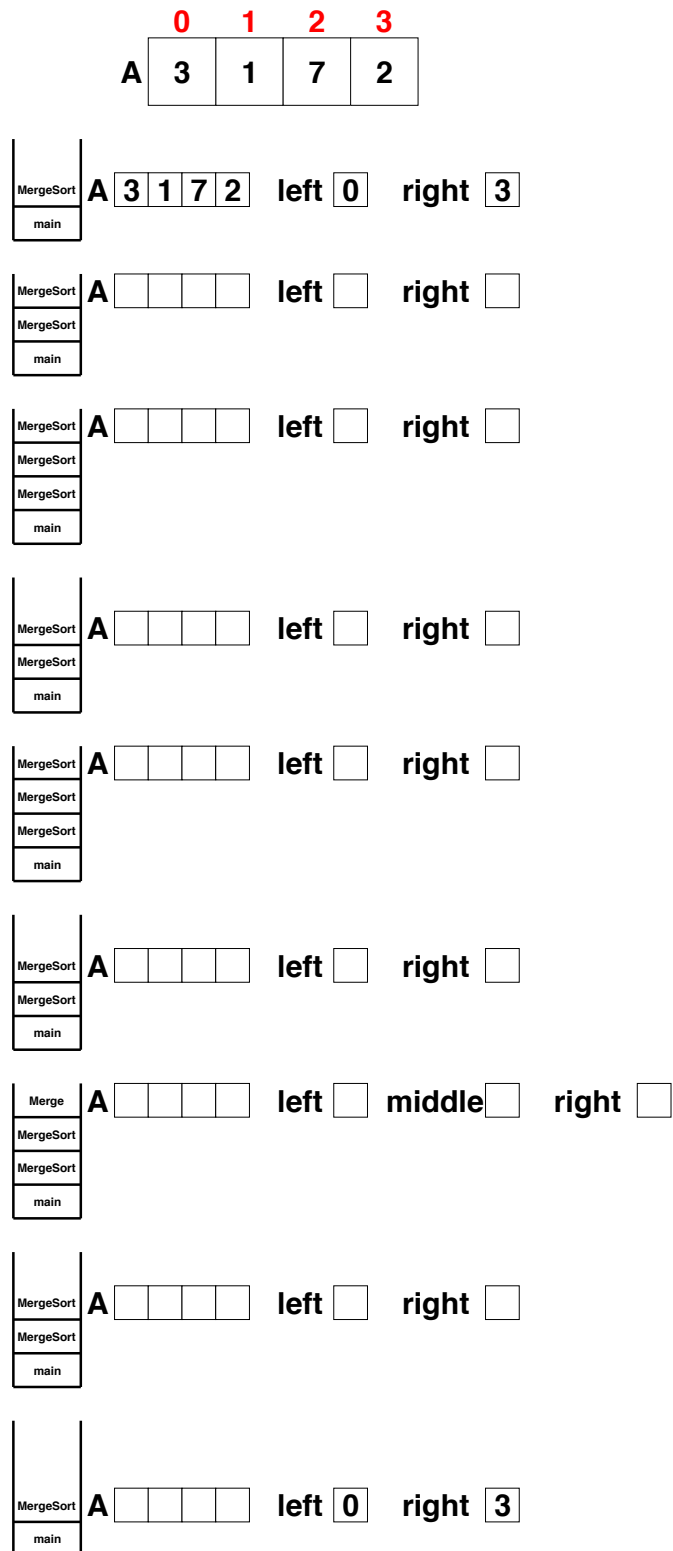 0 1 2 3
A 3 1 7 2
MergeSort A 3 1 7 2 left 0 right 3
main
MergeSort A left right
MergeSort
main
MergeSort A left right
MergeSort
MergeSort
main
MergeSort A left right
MergeSort
main
MergeSort A left right
MergeSort
MergeSort
main
MergeSort A left right
MergeSort
main
Merge A left middle right
MergeSort
MergeSort
main
MergeSort A left right
MergeSort
main
MergeSort A left 0 right 3
main